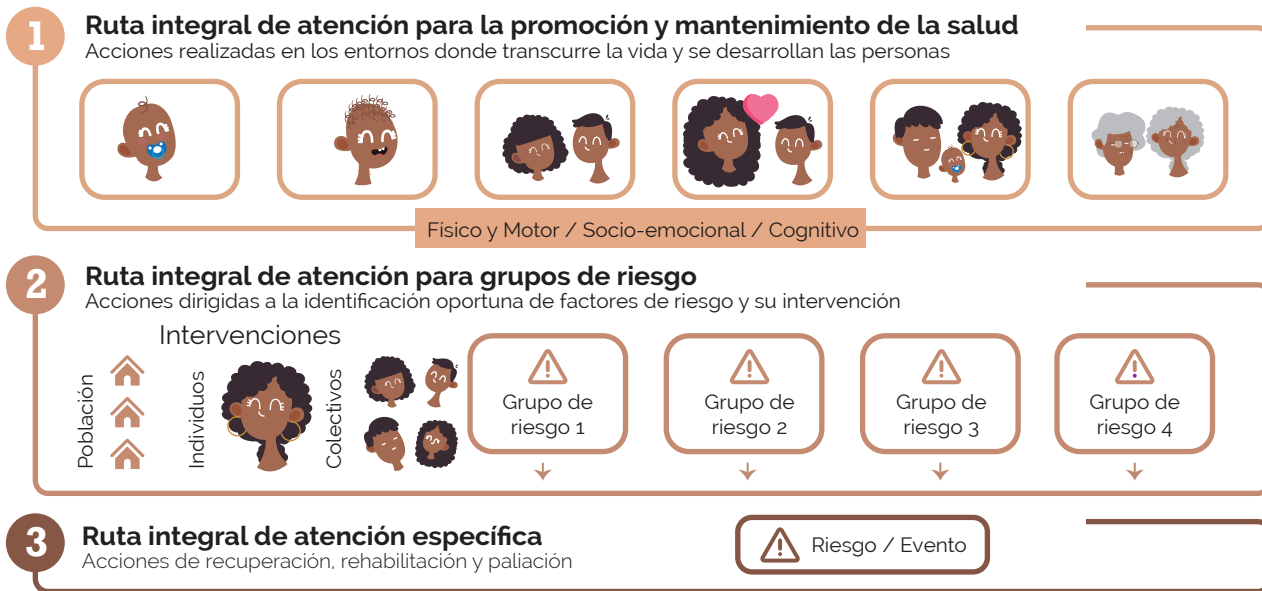 1
Ruta integral de atención para la promoción y mantenimiento de la salud
Acciones realizadas en los entornos donde transcurre la vida y se desarrollan las personas
Físico y Motor / Socio-emocional / Cognitivo
2
Ruta integral de atención para grupos de riesgo
Acciones dirigidas a la identificación oportuna de factores de riesgo y su intervención
Intervenciones
Población
Individuos
Colectivos
Grupo de
riesgo 1
Grupo de
riesgo 2
Grupo de
riesgo 3
Grupo de
riesgo 4
3
Ruta integral de atención específica
Acciones de recuperación, rehabilitación y paliación
Riesgo / Evento